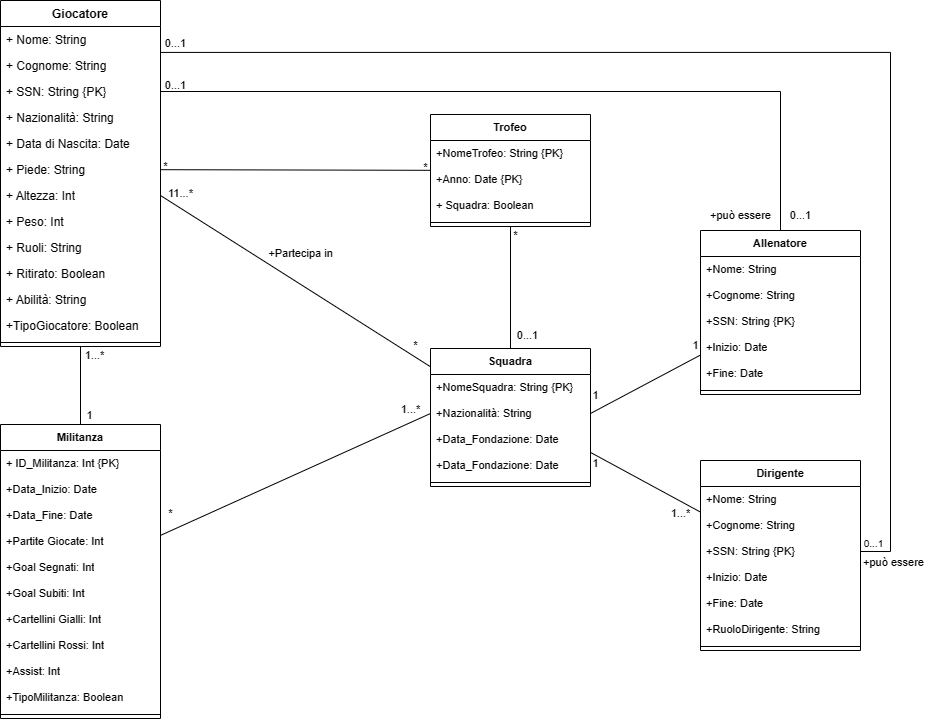 Giocatore
+ Nome: String
+ Cognome: String
+ SSN: String {PK}
+ Nazionalità: String
+ Data di Nascita: Date
+ Piede: String
+ Altezza: Int
+ Peso: Int
+ Ruoli: String
+ Ritirato: Boolean
+ Abilità: String
+TipoGiocatore: Boolean
0...1
0...1
*
*
11...*
+Partecipa in
*
1...*
1
Trofeo
+NomeTrofeo: String {PK}
+Anno: Date {PK}
+ Squadra: Boolean
*
0...1
+può essere
0...1
Allenatore
+Nome: String
+Cognome: String
+SSN: String {PK}
+Inizio: Date
+Fine: Date
1
1
Squadra
+NomeSquadra: String {PK}
+Nazionalità: String
+Data_Fondazione: Date
+Data_Fondazione: Date
1...*
*
1
1...*
Militanza
+ ID_Militanza: Int {PK}
+Data_Inizio: Date
+Data_Fine: Date
+Partite Giocate: Int
+Goal Segnati: Int
+Goal Subiti: Int
+Cartellini Gialli: Int
+Cartellini Rossi: Int
+Assist: Int
+TipoMilitanza: Boolean
Dirigente
+Nome: String
+Cognome: String
+SSN: String {PK}
+Inizio: Date
+Fine: Date
+RuoloDirigente: String
0...1
+può essere